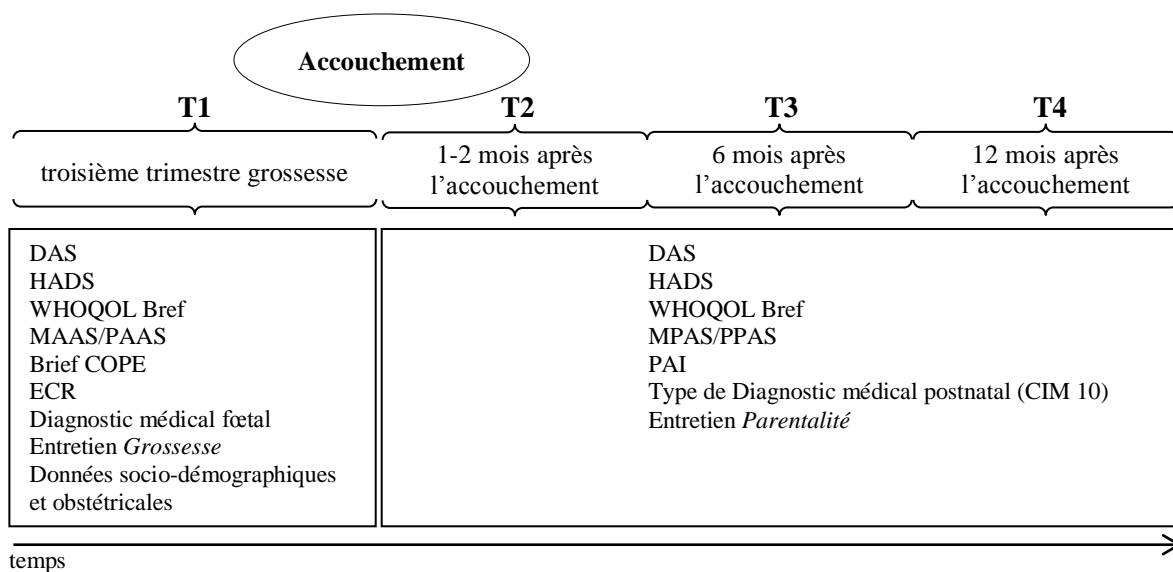 Accouchement
T1 T2 T3 T4
troisième trimestre grossesse
1-2 mois après
l’accouchement
6 mois après
l’accouchement
12 mois après
l’accouchement
DAS
HADS
WHOQOL Bref
MAAS/PAAS
Brief COPE
ECR
Diagnostic médical fœtal
Entretien Grossesse
Données socio-démographiques
et obstétricales
DAS
HADS
WHOQOL Bref
MPAS/PPAS
PAI
Type de Diagnostic médical postnatal (CIM 10)
Entretien Parentalité
temps